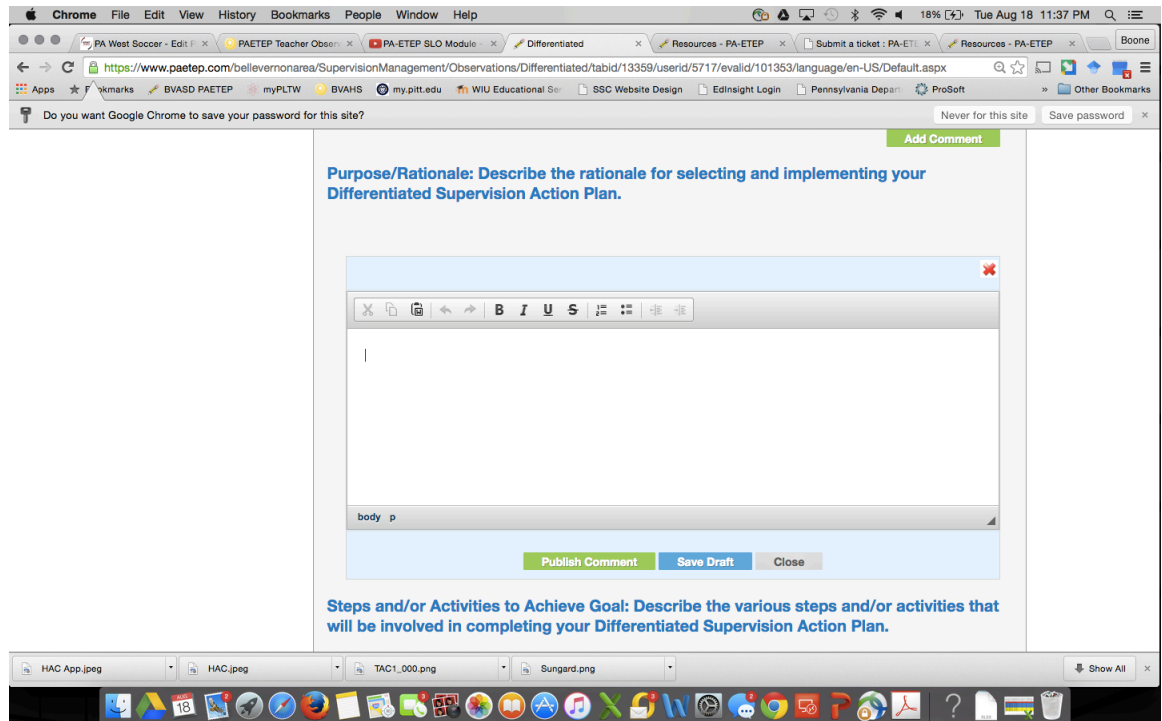 Chrome File Edit View History Bookmarks People Window Help 18% Tue Aug 18 11:37 PM
PA West Soccer - Edit F PAETEP Teacher Obser PA-ETEP SLO Module - Differentiated Resources - PA-ETEP Submit a ticket : PA-ETE Resources - PA-ETEP Boone
https://www.paetep.com/bellevernonarea/SupervisionManagement/Observations/Differentiated/tabid/13359/userid/5717/evalid/101353/language/en-US/Default.aspx
Apps BVASD PAETEP myPLTW BVAHS my.pitt.edu WIU Educational Ser SSC Website Design EdInsight Login Pennsylvania Depart ProSoft » Other Bookmarks
Do you want Google Chrome to save your password for this site? Never for this site Save password
Add Comment
Purpose/Rationale: Describe the rationale for selecting and implementing your
Differentiated Supervision Action Plan.
B I U S
body p
Publish Comment Save Draft Close
Steps and/or Activities to Achieve Goal: Describe the various steps and/or activities that
will be involved in completing your Differentiated Supervision Action Plan.
HAC App.jpeg HAC.jpeg TAC1_000.png Sungard.png Show All
AUG
18